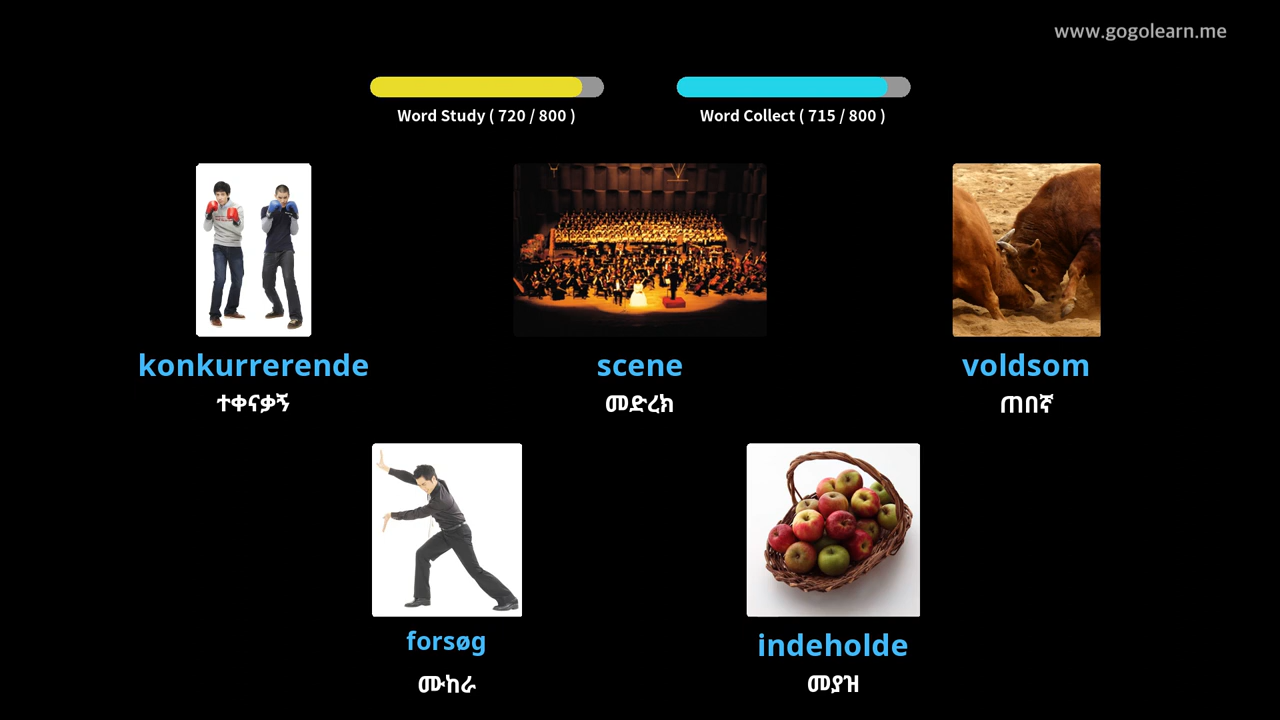 www.gogolearn.me
Word Study ( 720 / 800 )
Word Collect ( 715 / 800 )
konkurrerende
ተቀናቃኝ
scene
መድረክ
voldsom
ጠበኛ
forsøg
ሙከራ
indeholde
መያዝ